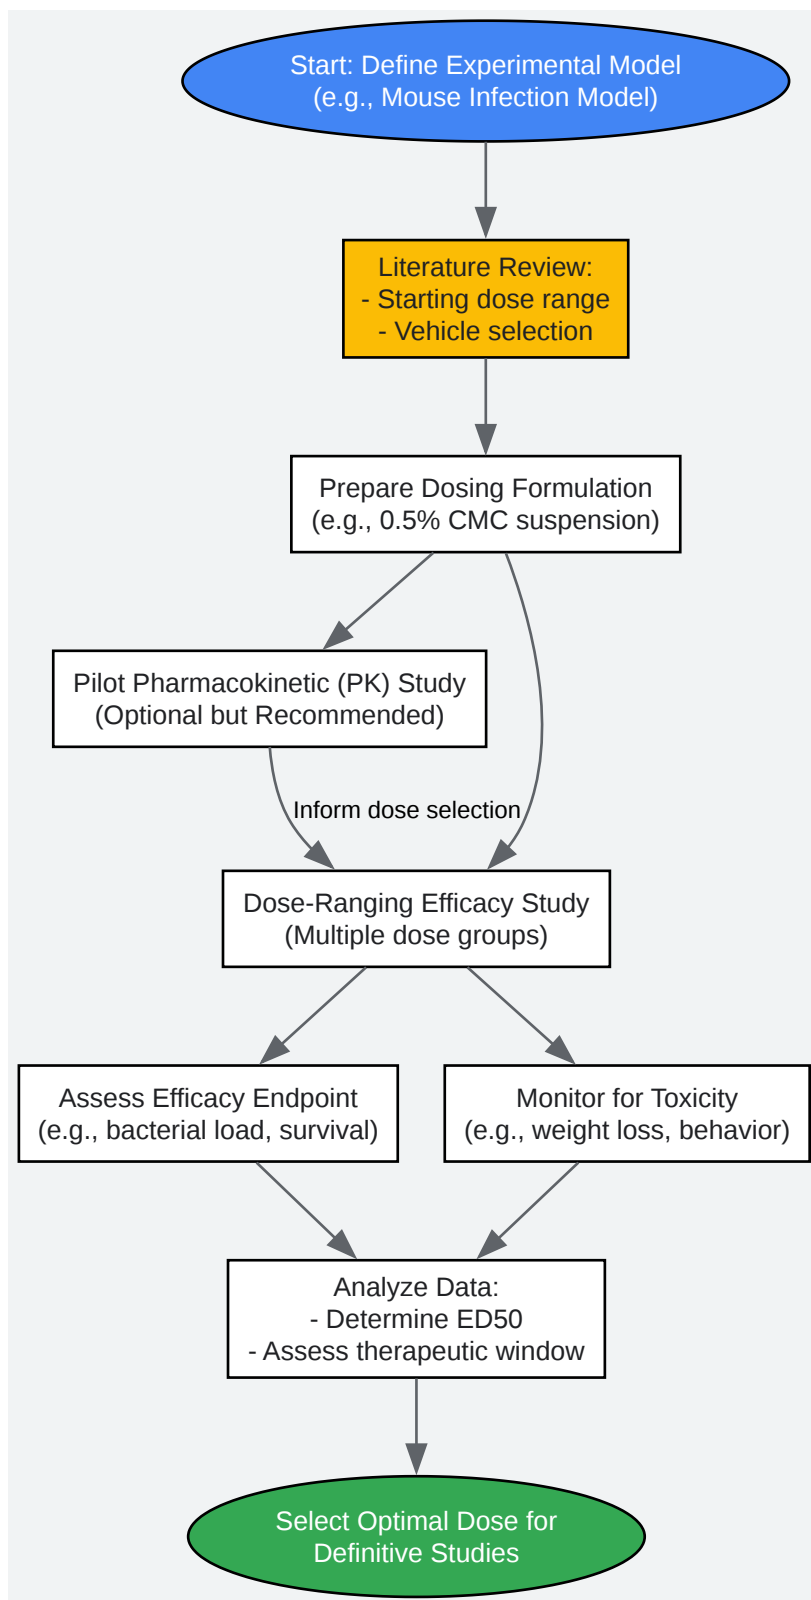 Start: Define Experimental Model
(e.g., Mouse Infection Model)
Literature Review:
- Starting dose range
- Vehicle selection
Prepare Dosing Formulation
(e.g., 0.5% CMC suspension)
Pilot Pharmacokinetic (PK) Study
(Optional but Recommended)
Inform dose selection
Dose-Ranging Efficacy Study
(Multiple dose groups)
Assess Efficacy Endpoint
(e.g., bacterial load, survival)
Monitor for Toxicity
(e.g., weight loss, behavior)
Analyze Data:
- Determine ED50
- Assess therapeutic window
Select Optimal Dose for
Definitive Studies